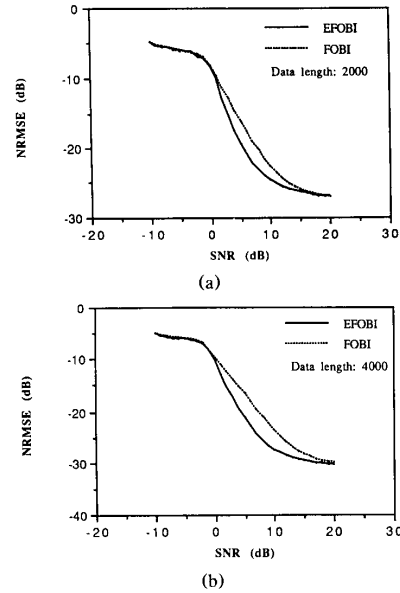 0
-10
-20
-30
-20
-10
0
10
20
30
NRMSE (dB)
SNR (dB)
EFOBI
FOBI
Data length: 2000
(a)
0
-10
-20
-30
-40
-20
-10
0
10
20
30
NRMSE (dB)
SNR (dB)
EFOBI
FOBI
Data length: 4000
(b)